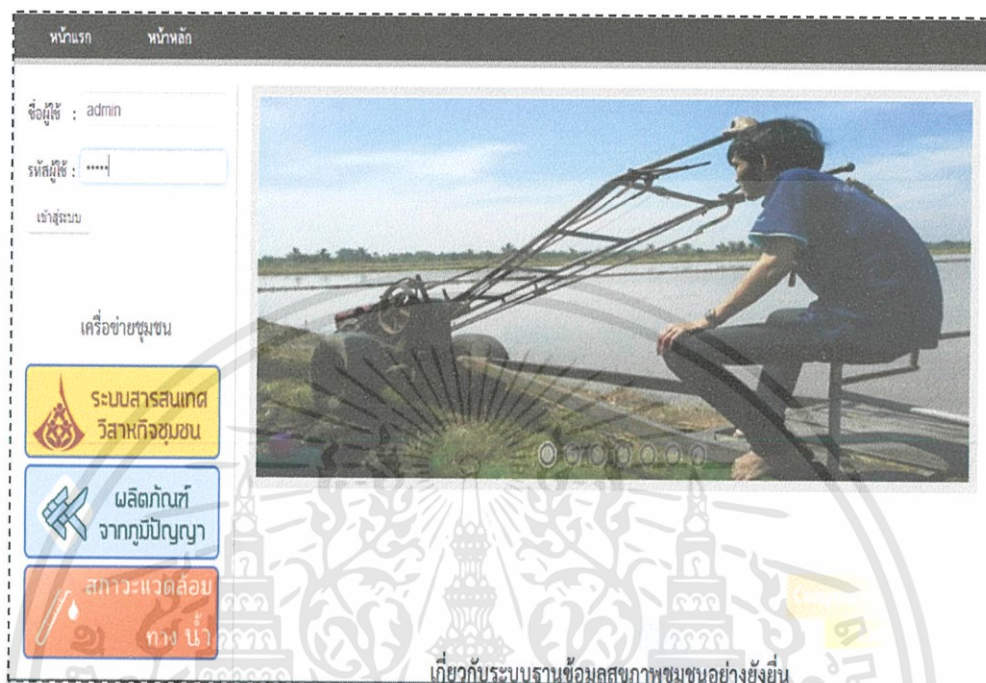 หน้าแรก หน้าหลัก
ชื่อผู้ใช้ : admin
รหัสผู้ใช้ : •••••
เข้าสู่ระบบ
เครื่อข่ายชุมชน
ระบบสารสนเทศ
วิสาหกิจชุมชน
ผลิตภัณฑ์
จากภูมิปัญญา
สภาวะแวดล้อม
ทาง น้ำ
เกี่ยวกับระบบฐานข้อมูลสุขภาพชุมชนอย่างยั่งยืน